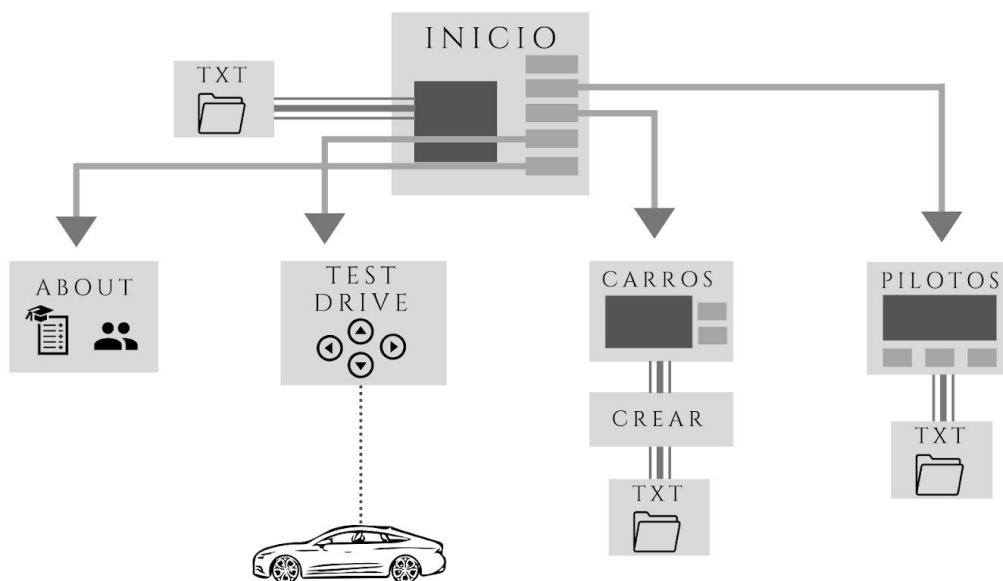 INICIO
TXT
ABOUT
TEST
DRIVE
CARROS
PILOTOS
CREAR
TXT
TXT